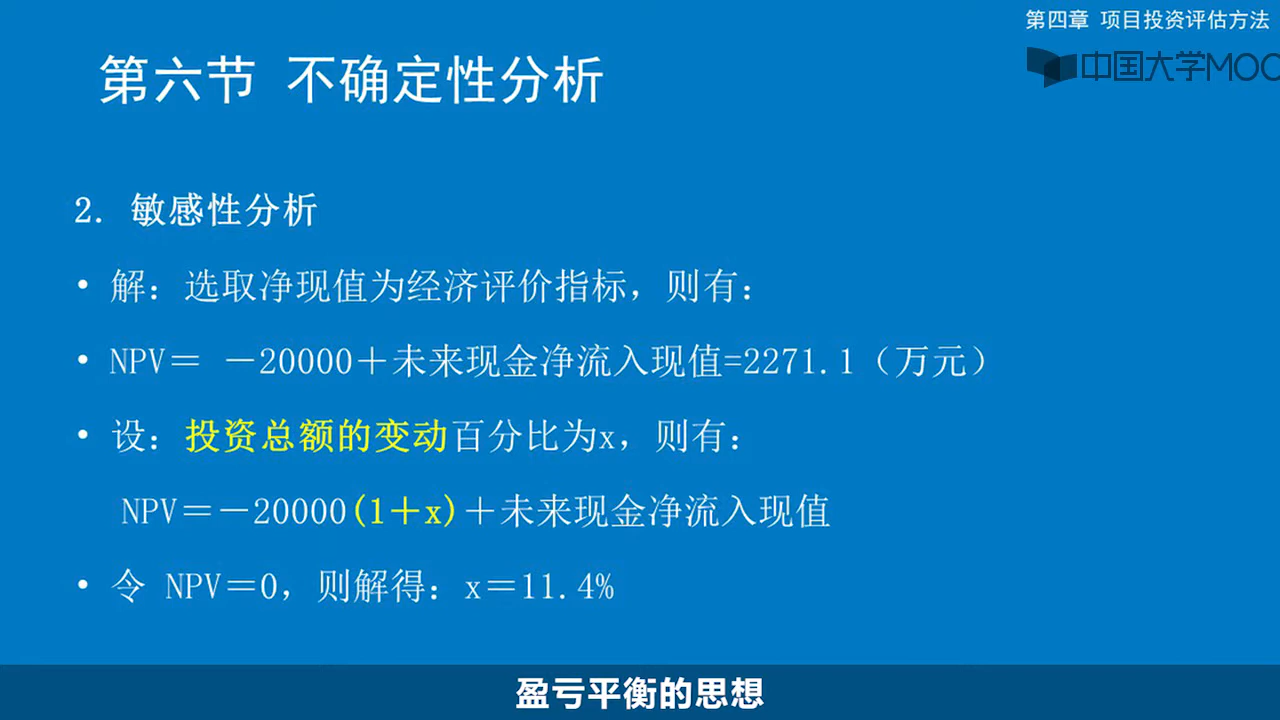 第四章 项目投资评估方法
中国大学MOO
第六节 不确定性分析
2. 敏感性分析
• 解：选取净现值为经济评价指标，则有：
• NPV＝ －20000＋未来现金净流入现值=2271.1（万元）
• 设：投资总额的变动百分比为x，则有：
NPV＝－20000(1＋x)＋未来现金净流入现值
• 令 NPV＝0，则解得：x＝11.4%
盈亏平衡的思想